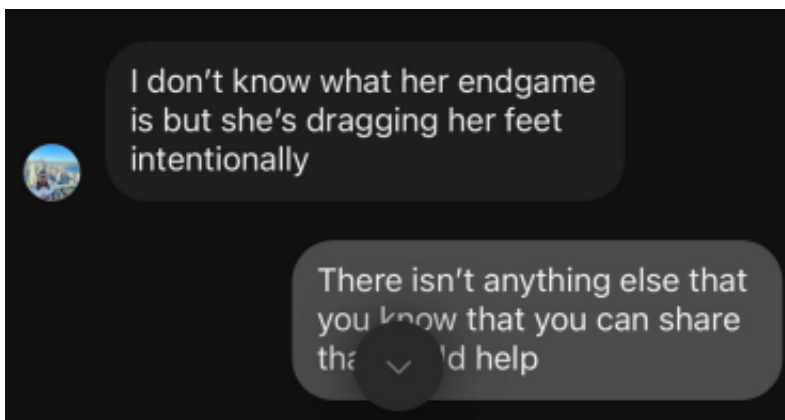 I don’t know what her endgame
is but she’s dragging her feet
intentionally
There isn’t anything else that
you know that you can share
help